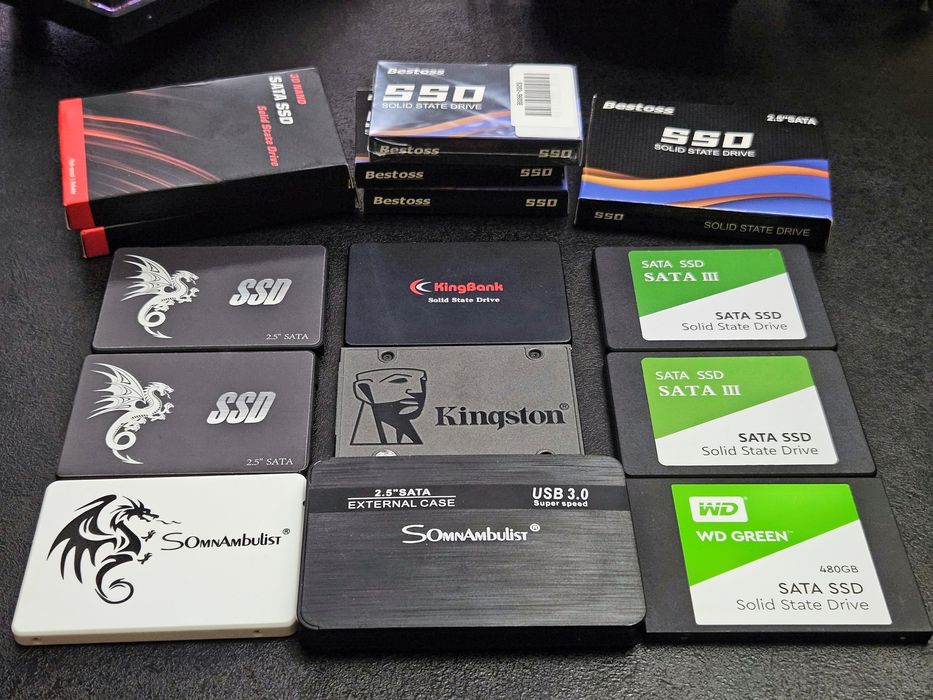 3D NAND
SATA SSD
Solid State Drive
Bestoss
SSD
SOLID STATE DRIVE
Bestoss
SSD
Bestoss
SSD
Bestoss
SSD
Bestoss
2.5"SATA
SSD
SOLID STATE DRIVE
SSD
SOLID STATE DRIVE
SSD
2.5" SATA
KingBank
Solid State Drive
SATA SSD
SATA III
SATA SSD
Solid State Drive
SSD
2.5" SATA
Kingston®
SATA SSD
SATA III
SATA SSD
Solid State Drive
SomnAmbulist®
2.5"SATA
EXTERNAL CASE
USB 3.0
Super speed
SomnAmbulist®
WD
WD GREEN™
480GB
SATA SSD
Solid State Drive